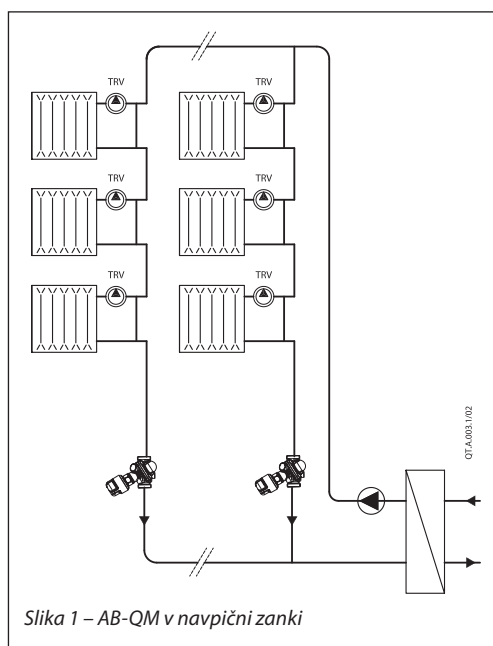 TRV
TRV
TRV
TRV
TRV
TRV
QT.A.003.1/02
Slika 1 – AB-QM v navpični zanki